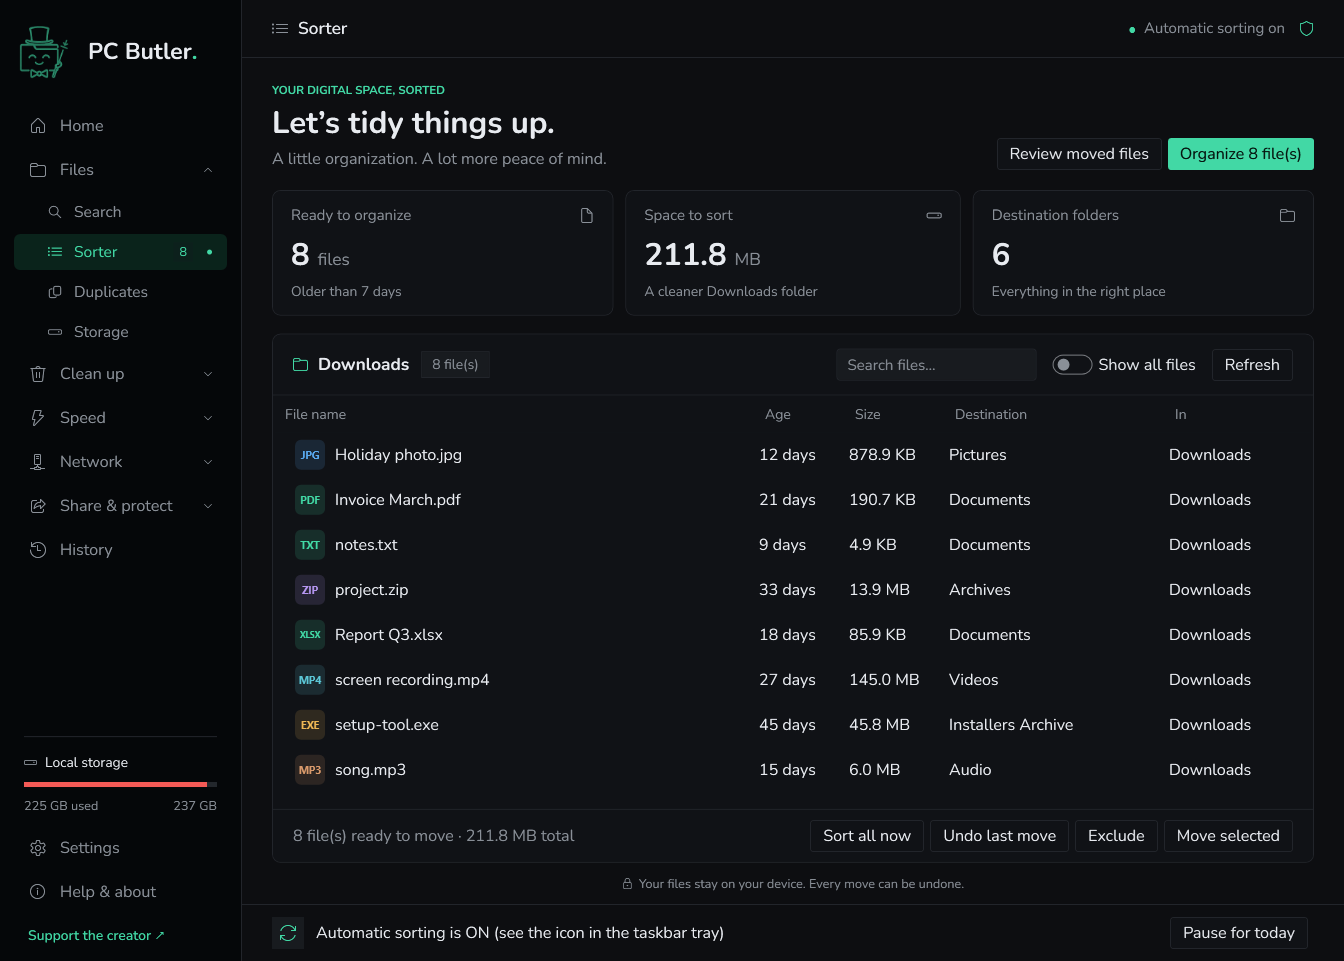 PC Butler.
Home
Files
Search
Sorter 8
Duplicates
Storage
Clean up
Speed
Network
Share & protect
History
Local storage
225 GB used 237 GB
Settings
Help & about
Support the creator ↗
Sorter
Automatic sorting on
YOUR DIGITAL SPACE, SORTED
Let’s tidy things up.
A little organization. A lot more peace of mind.
Review moved files
Organize 8 file(s)
Ready to organize
8 files
Older than 7 days
Space to sort
211.8 MB
A cleaner Downloads folder
Destination folders
6
Everything in the right place
Downloads 8 file(s) Search files... Show all files Refresh
File name Age Size Destination In
JPG Holiday photo.jpg 12 days 878.9 KB Pictures Downloads
PDF Invoice March.pdf 21 days 190.7 KB Documents Downloads
TXT notes.txt 9 days 4.9 KB Documents Downloads
ZIP project.zip 33 days 13.9 MB Archives Downloads
XLSX Report Q3.xlsx 18 days 85.9 KB Documents Downloads
MP4 screen recording.mp4 27 days 145.0 MB Videos Downloads
EXE setup-tool.exe 45 days 45.8 MB Installers Archive Downloads
MP3 song.mp3 15 days 6.0 MB Audio Downloads
8 file(s) ready to move · 211.8 MB total Sort all now Undo last move Exclude Move selected
Your files stay on your device. Every move can be undone.
Automatic sorting is ON (see the icon in the taskbar tray) Pause for today